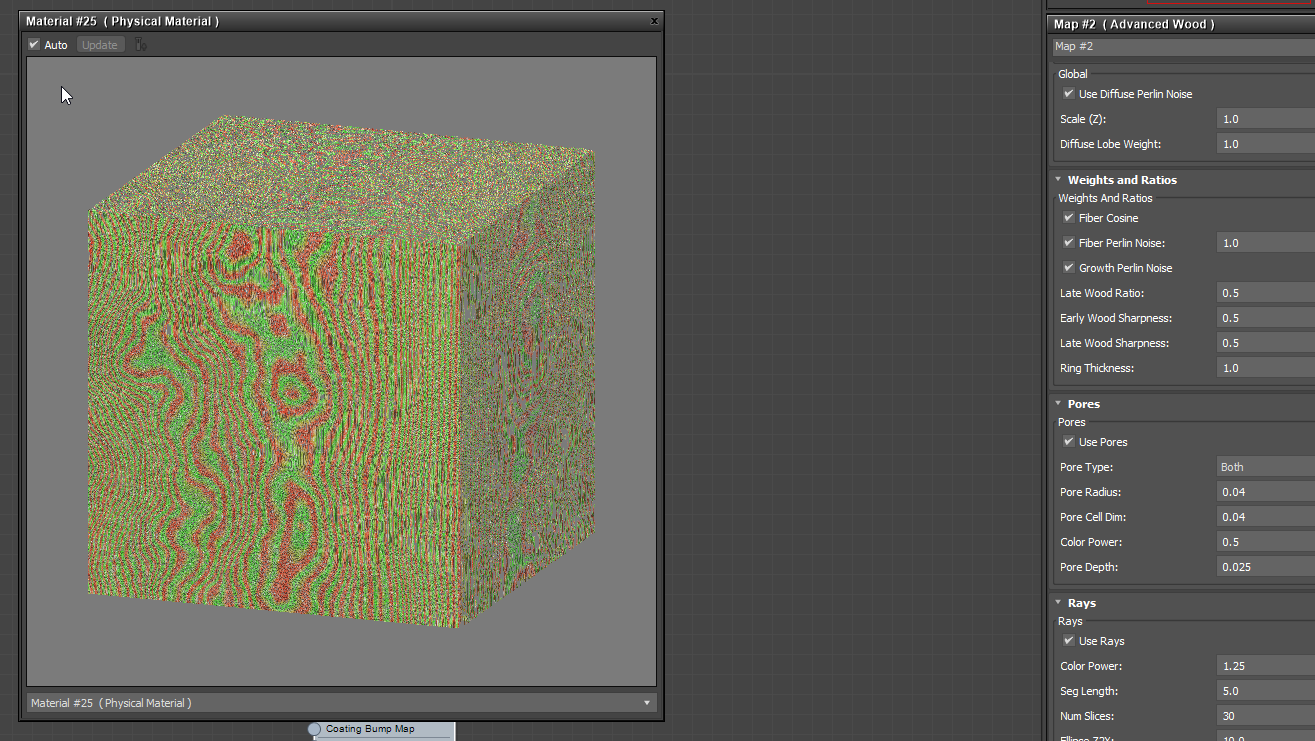 Material #25 ( Physical Material )
x
Auto
Update
Material #25 ( Physical Material )
Coating Bump Map
Map #2 ( Advanced Wood )
Map #2
Global
Use Diffuse Perlin Noise
Scale (Z): 1.0
Diffuse Lobe Weight: 1.0
Weights and Ratios
Weights And Ratios
Fiber Cosine
Fiber Perlin Noise: 1.0
Growth Perlin Noise
Late Wood Ratio: 0.5
Early Wood Sharpness: 0.5
Late Wood Sharpness: 0.5
Ring Thickness: 1.0
Pores
Pores
Use Pores
Pore Type: Both
Pore Radius: 0.04
Pore Cell Dim: 0.04
Color Power: 0.5
Pore Depth: 0.025
Rays
Rays
Use Rays
Color Power: 1.25
Seg Length: 5.0
Num Slices: 30
Ellipse Z2X: 10.0